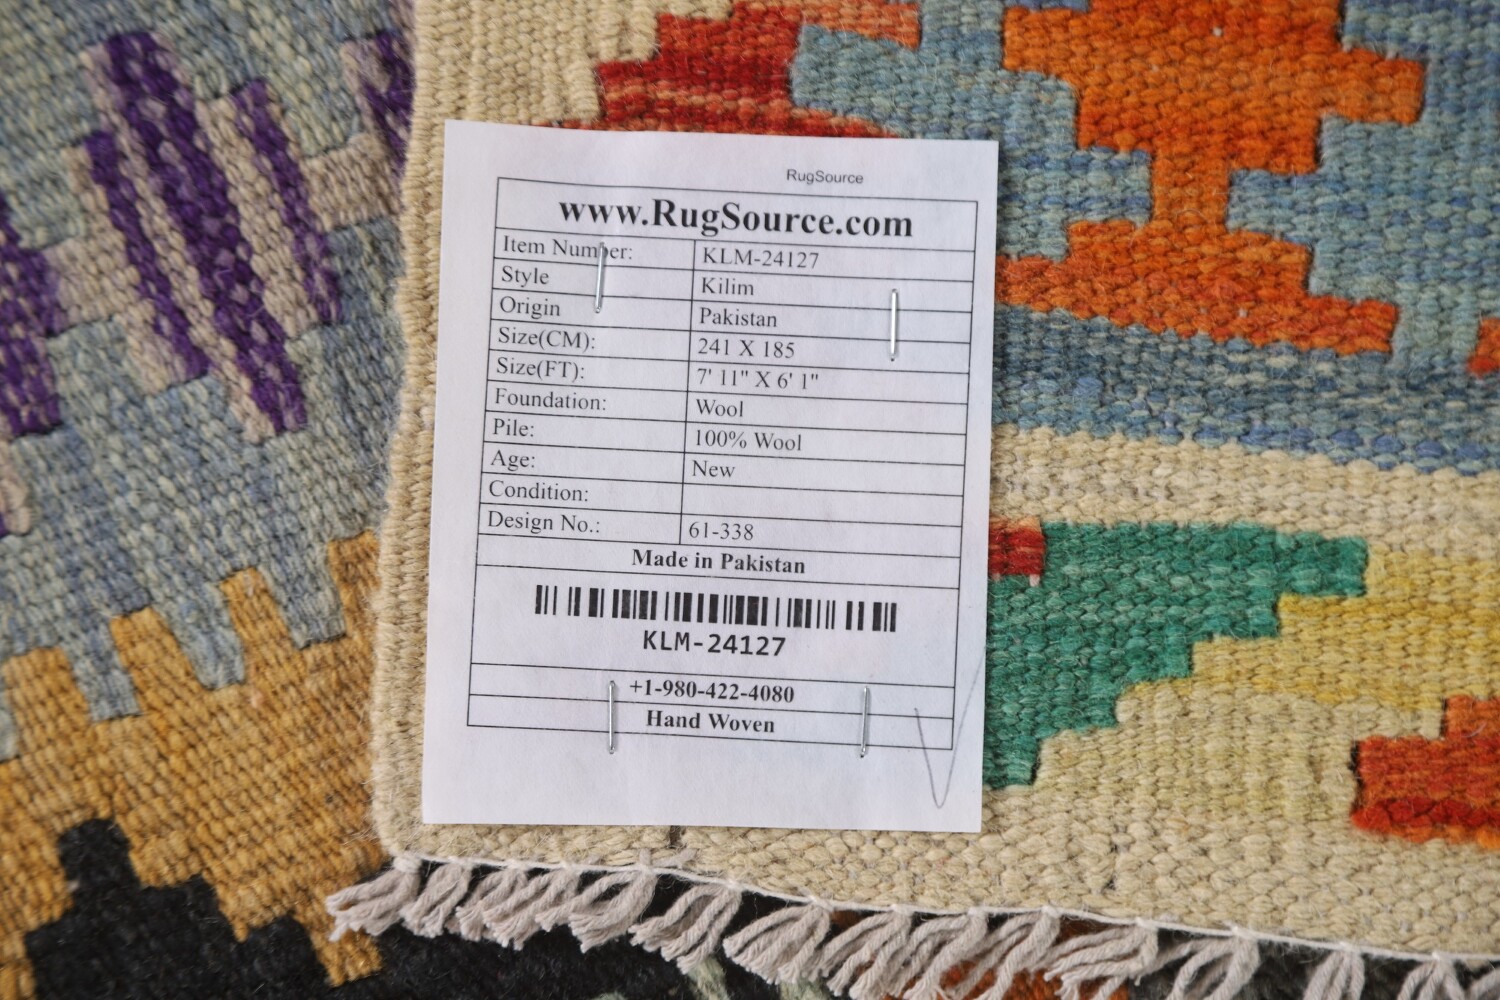 RugSource
www.RugSource.com
Item Number: KLM-24127
Style Kilim
Origin Pakistan
Size(CM): 241 X 185
Size(FT): 7' 11" X 6' 1"
Foundation: Wool
Pile: 100% Wool
Age: New
Condition:
Design No.: 61-338
Made in Pakistan
KLM-24127
+1-980-422-4080
Hand Woven